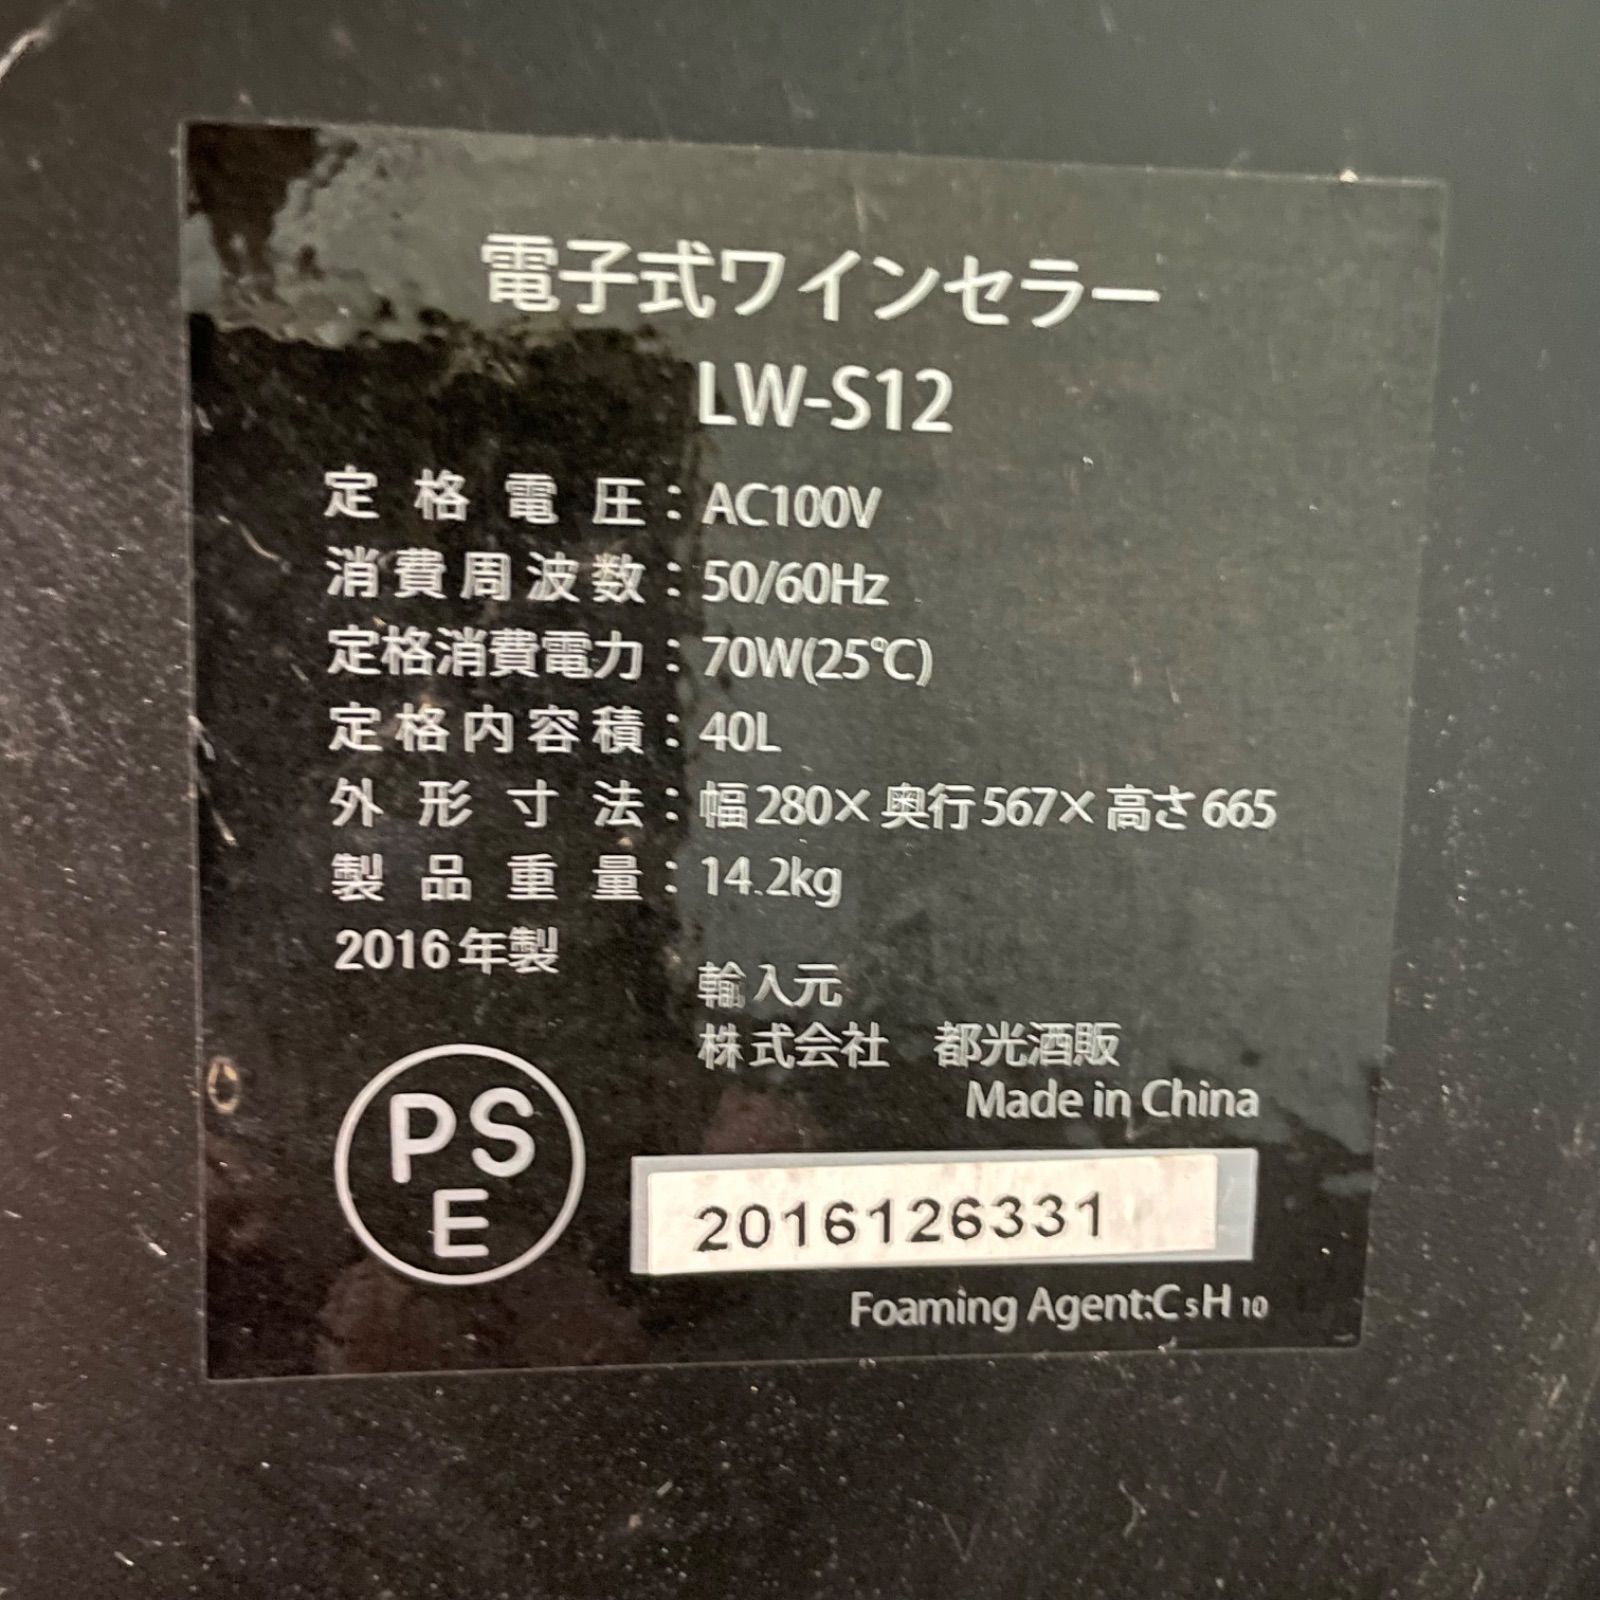 電子式ワインセラー
LW-S12
定格電圧：AC100V
消費周波数：50/60Hz
定格消費電力：70W(25℃)
定格内容積：40L
外形寸法：幅280×奥行567×高さ665
製品重量：14.2kg
2016年製
輸入元
株式会社 都光酒販
Made in China
PS
E
2016126331
Foaming Agent:C5H10